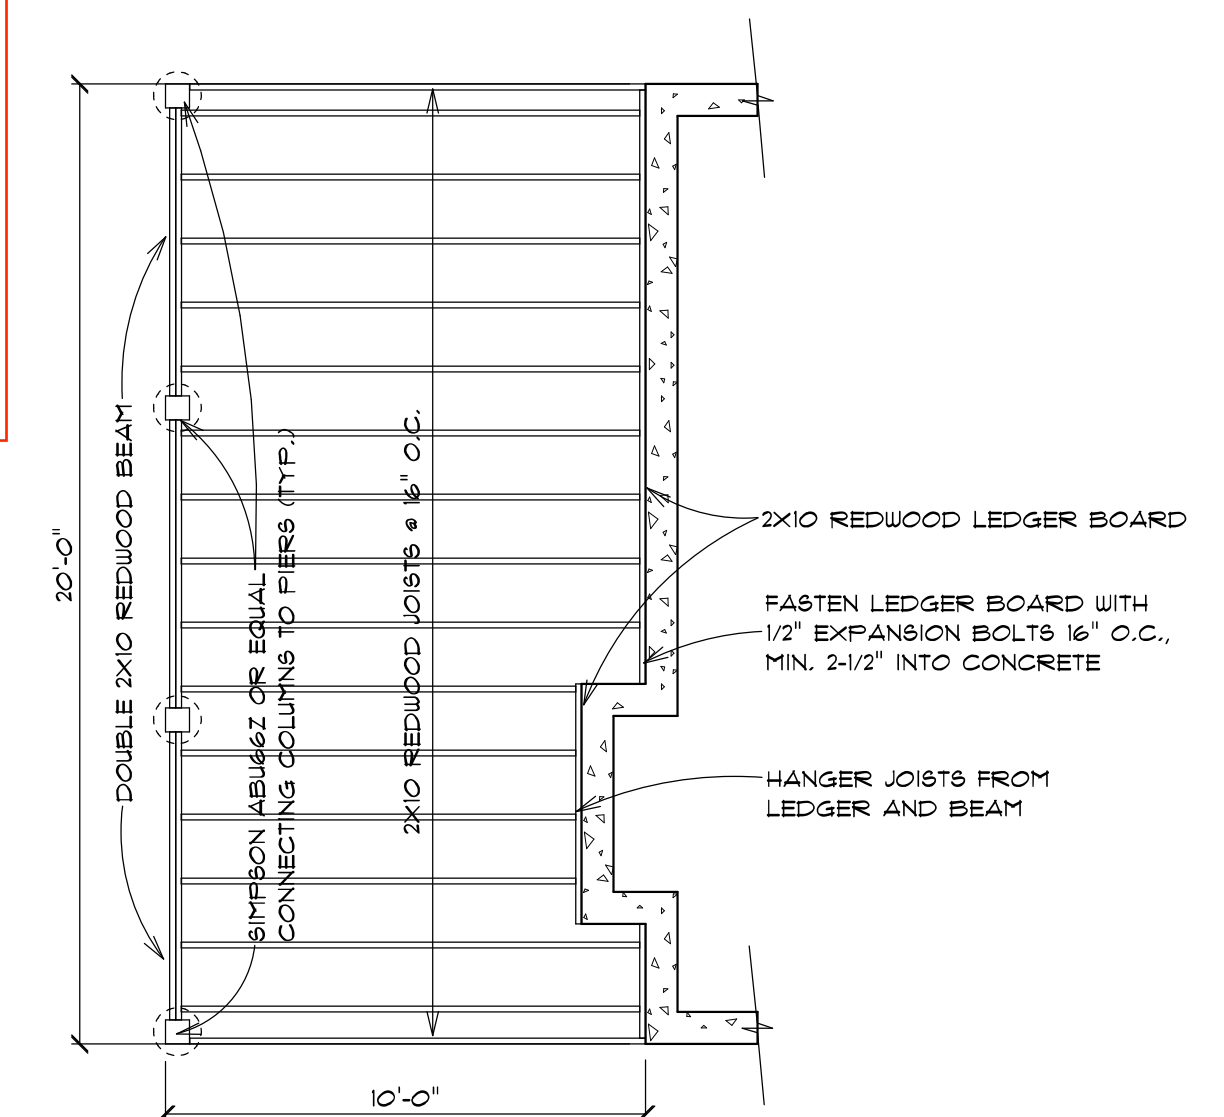 20'-0"
DOUBLE 2X10 REDWOOD BEAM
SIMPSON ABU66Z OR EQUAL
CONNECTING COLUMNS TO PIERS (TYP.)
2X10 REDWOOD JOISTS @ 16" O.C.
2X10 REDWOOD LEDGER BOARD
FASTEN LEDGER BOARD WITH
1/2" EXPANSION BOLTS 16" O.C.,
MIN. 2-1/2" INTO CONCRETE
HANGER JOISTS FROM
LEDGER AND BEAM
10'-0"